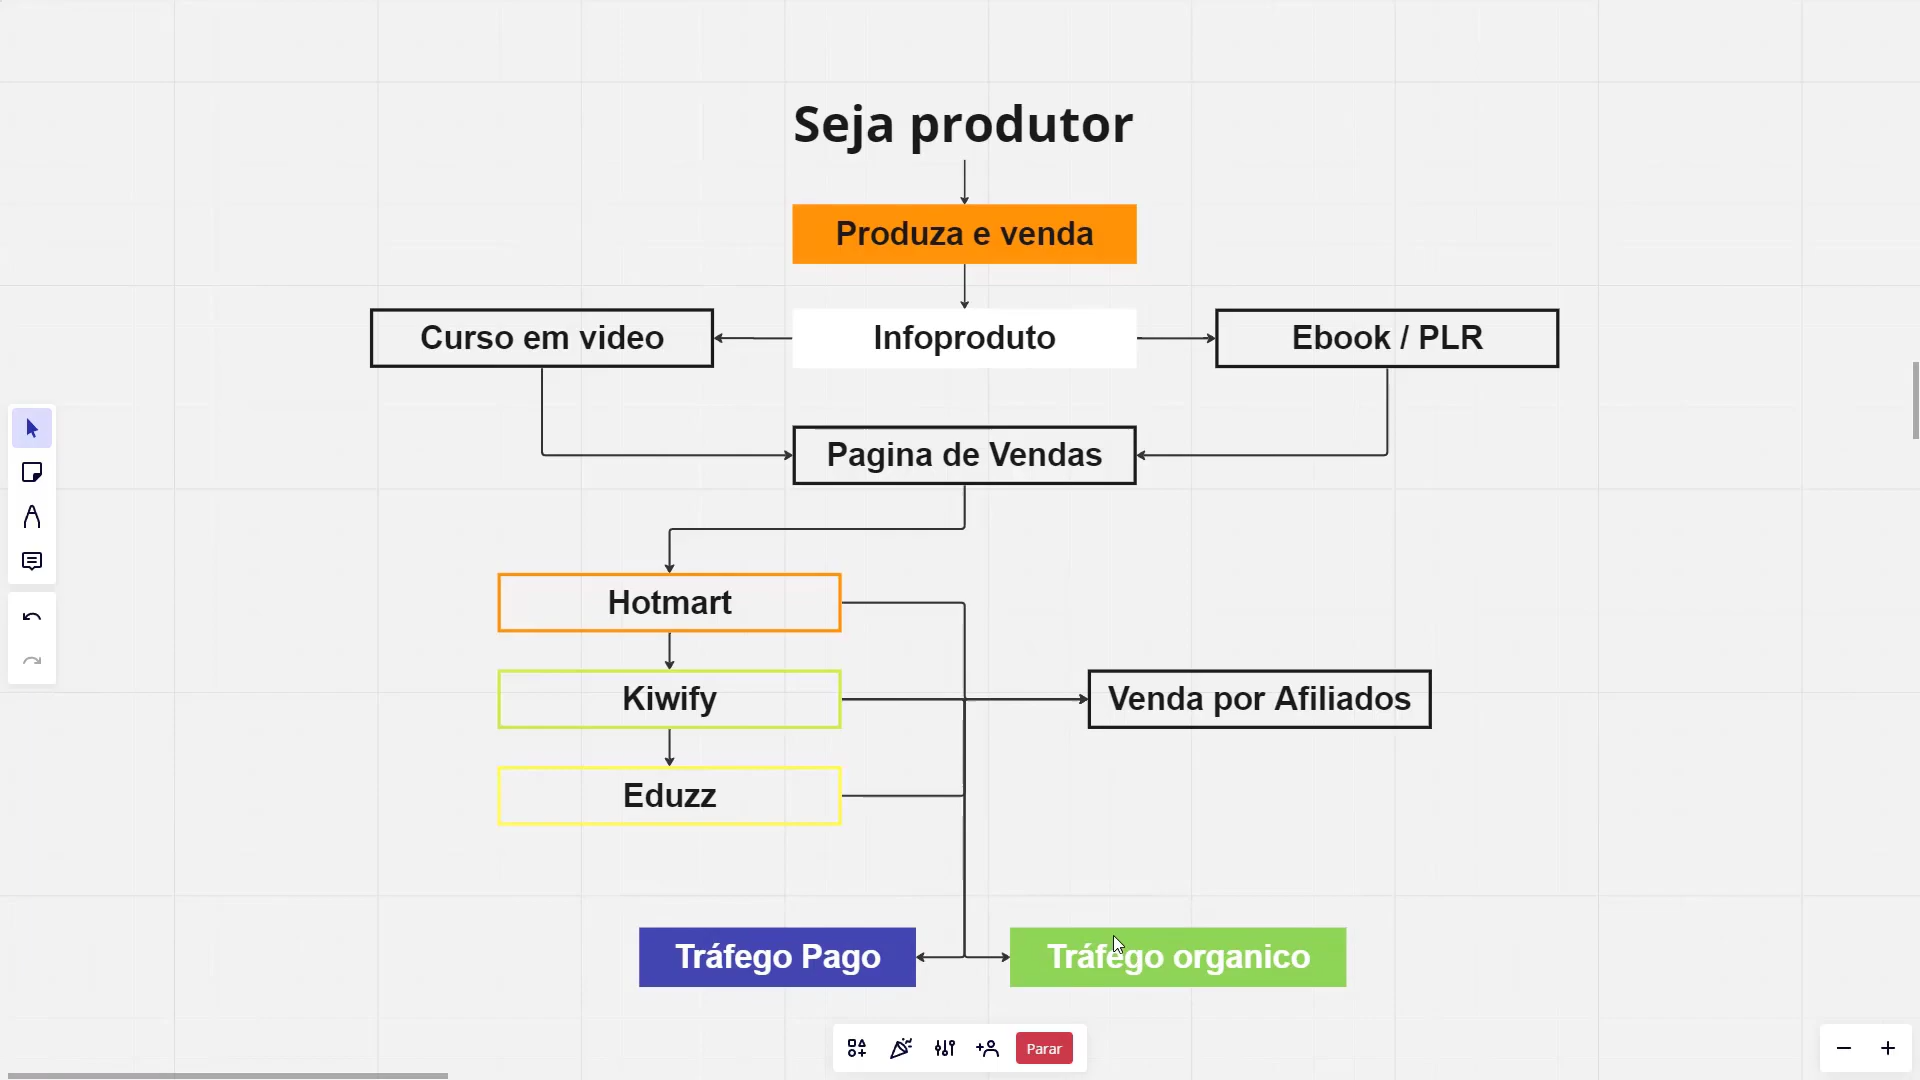 Seja produtor
Produza e venda
Curso em video
Infoproduto
Ebook / PLR
Pagina de Vendas
Hotmart
Kiwify
Venda por Afiliados
Eduzz
Tráfego Pago
Tráfego organico
Parar